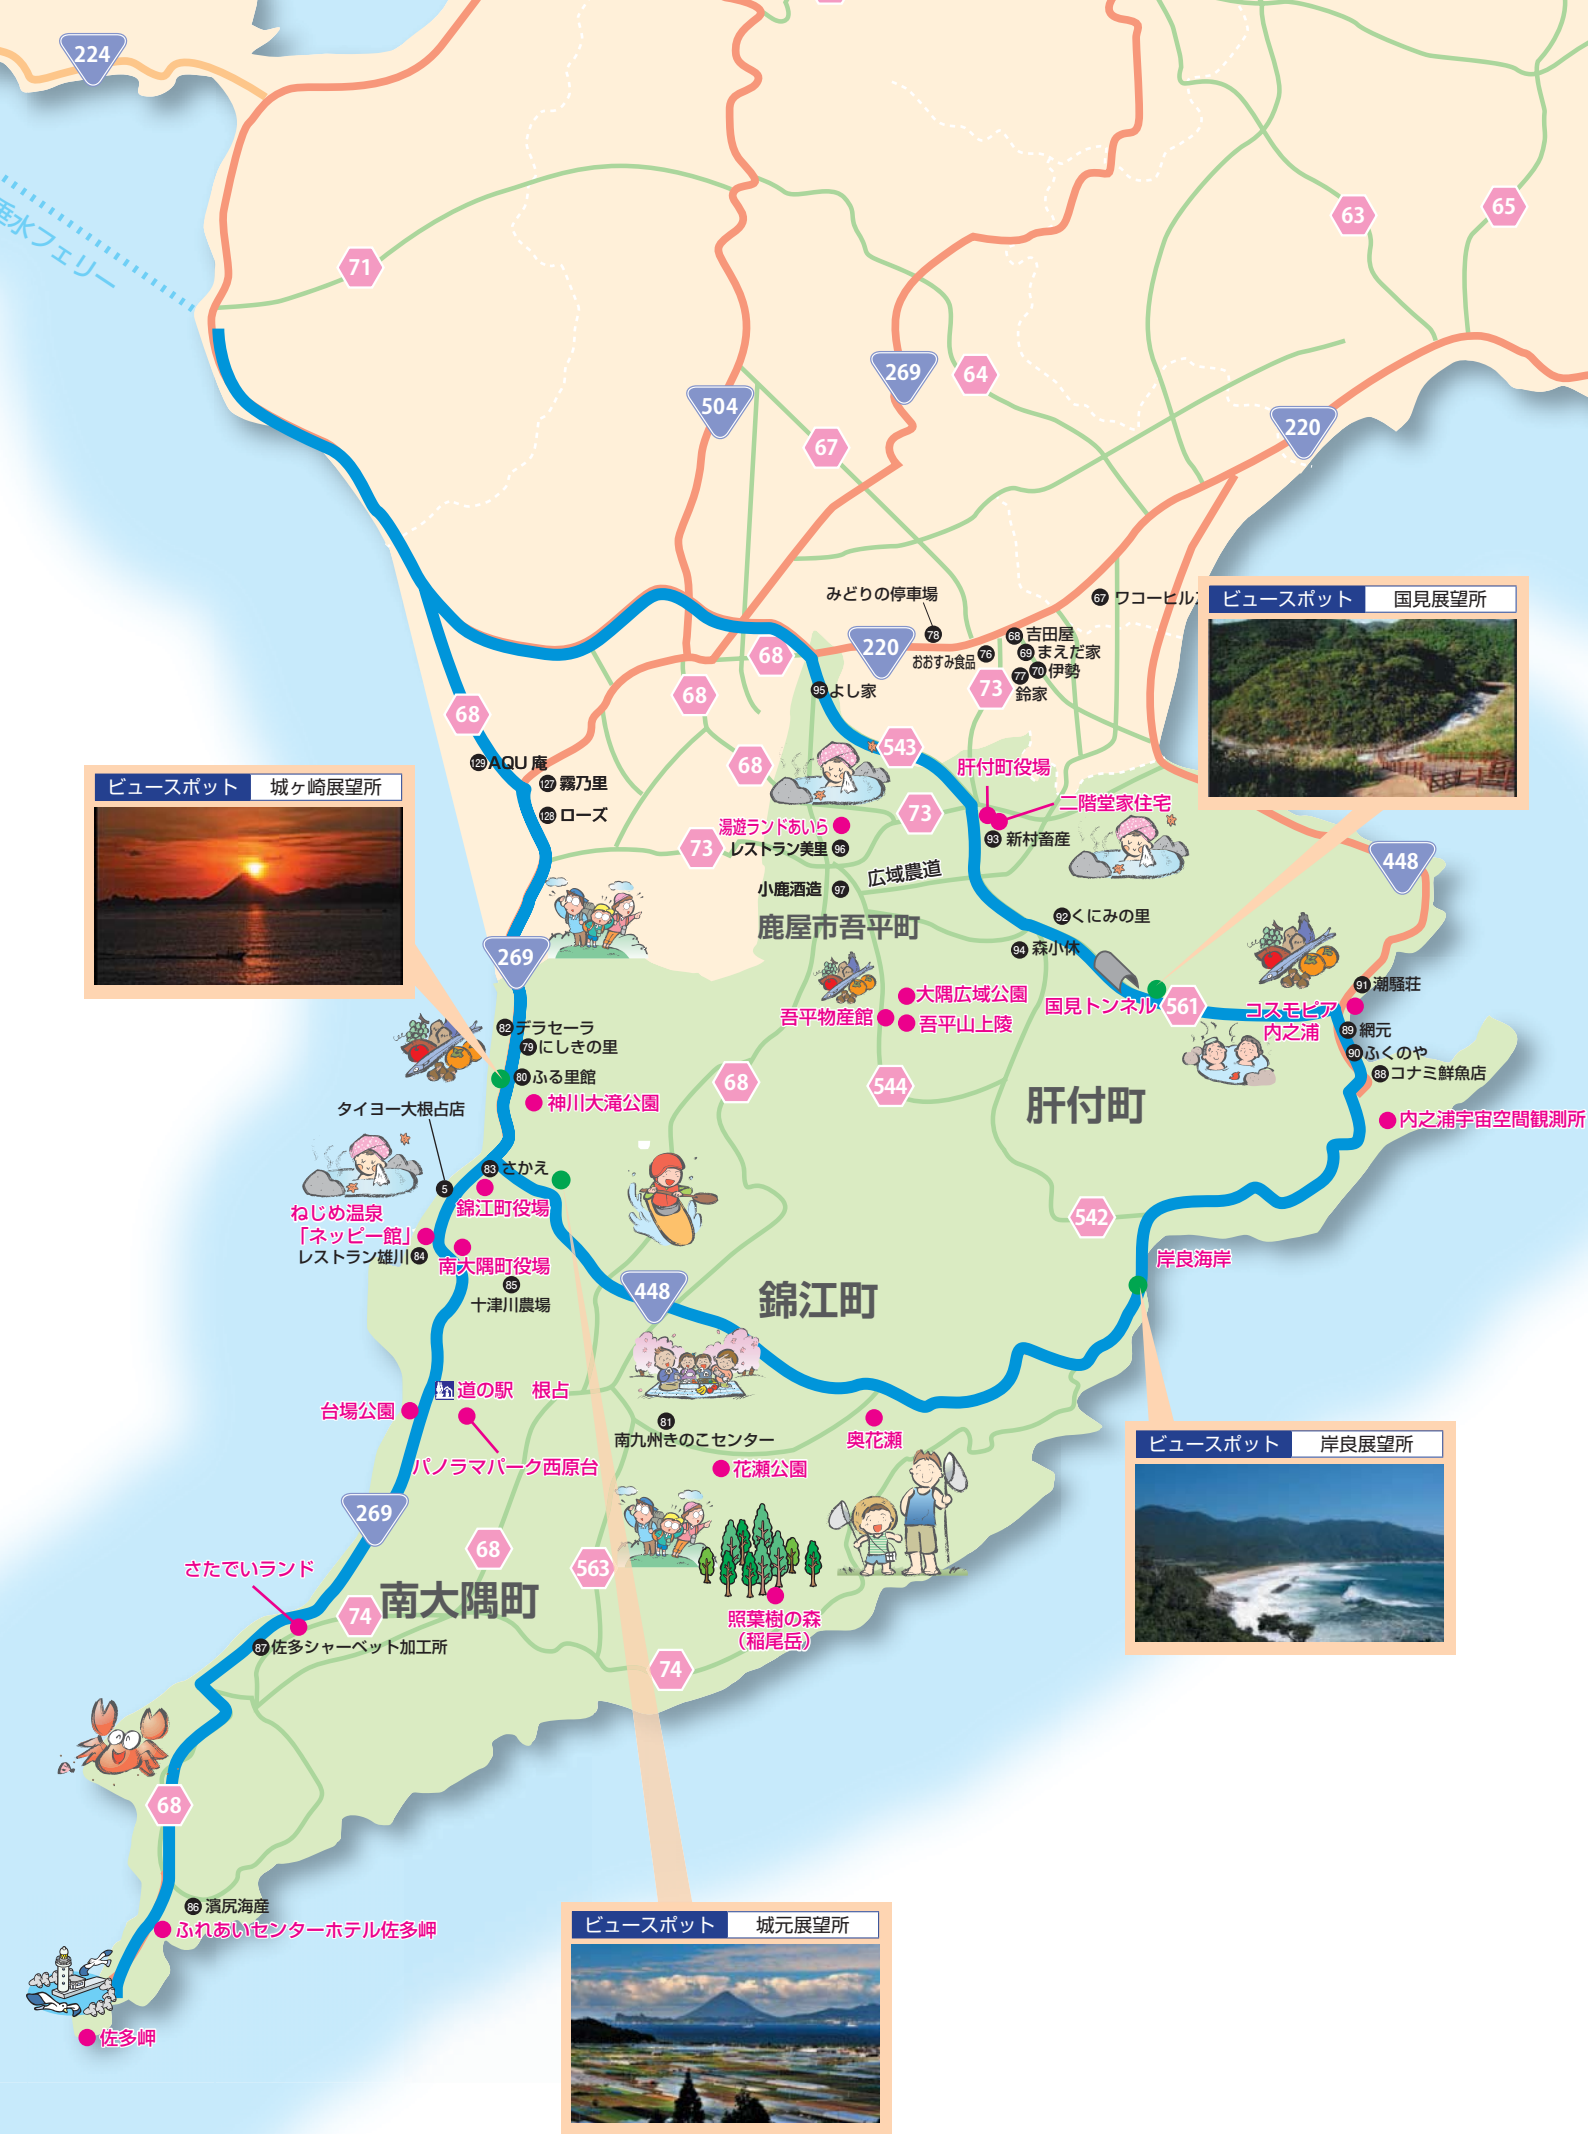 224
垂水フェリー
71
63
65
269
64
504
220
67
みどりの停車場
67 ワコーヒル
78
68 吉田屋
220
69 まえだ家
おおすみ食品 76
77 70 伊勢
鈴家
68
68
73
95 よし家
68
543
68
ビュースポット 国見展望所
肝付町役場
129 AQU 庵
127 霧乃里
128 ローズ
二階堂家住宅
73
湯遊ランドあいら
73
レストラン美里 96
93 新村畜産
ビュースポット 城ヶ崎展望所
448
広域農道
小鹿酒造 97
鹿屋市吾平町
92 くにみの里
94 森小休
269
91 潮騒荘
大隅広域公園
国見トンネル
561
コスモピア
内之浦
吾平物産館
吾平山上陵
89 網元
82 デラセーラ
79 にしきの里
90 ふくのや
80 ふる里館
88 コナミ鮮魚店
68
544
神川大滝公園
肝付町
タイヨー大根占店
内之浦宇宙空間観測所
83 さかえ
5
錦江町役場
ねじめ温泉
「ネッピー館」
542
レストラン雄川 84
南大隅町役場
岸良海岸
85
十津川農場
448
錦江町
道の駅　根占
台場公園
81
南九州きのこセンター
奥花瀬
ビュースポット 岸良展望所
パノラマパーク西原台
花瀬公園
269
68
563
さたでいランド
74
南大隅町
照葉樹の森
（稲尾岳）
87 佐多シャーベット加工所
74
68
86 濱尻海産
ふれあいセンターホテル佐多岬
ビュースポット 城元展望所
佐多岬